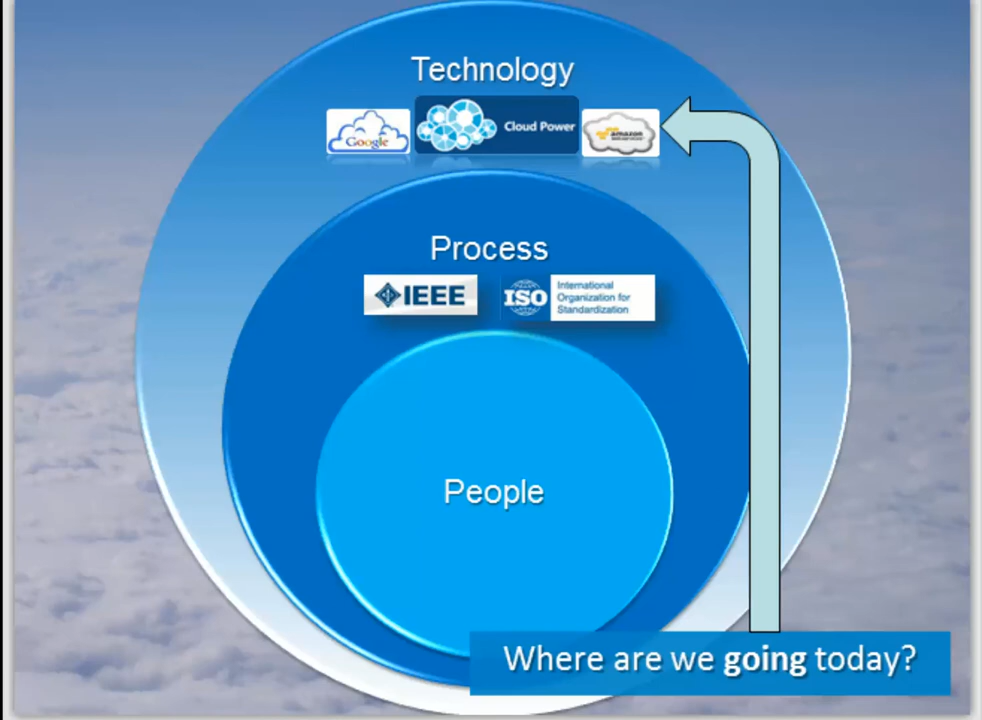 Technology
Google
Cloud Power
amazon
Process
IEEE
ISO
International
Organization for
Standardization
People
Where are we going today?